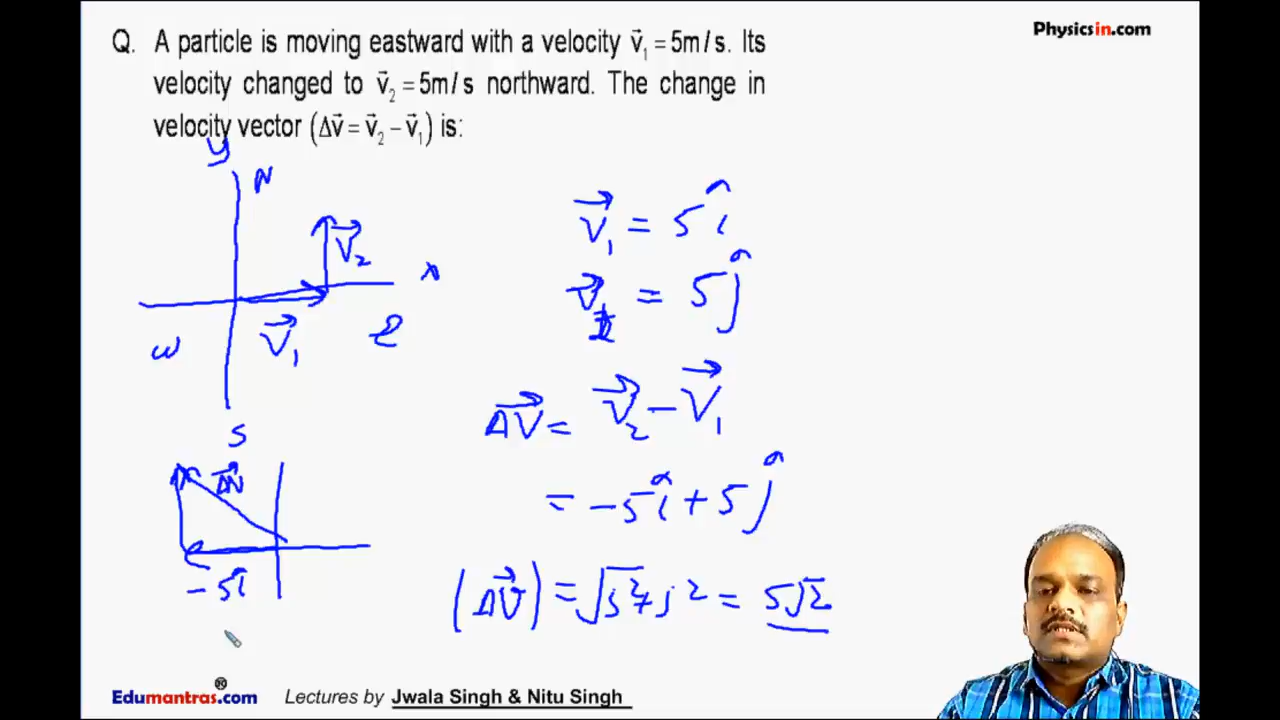 Physicsin.com
Q. A particle is moving eastward with a velocity v⃗₁ = 5m/s. Its
velocity changed to v⃗₂ = 5m/s northward. The change in
velocity vector (Δv⃗ = v⃗₂ − v⃗₁) is:
y
N
V⃗₂
x
W
V⃗₁
E
S
V⃗₁ = 5î
V⃗₂ = 5ĵ
ΔV⃗ = V⃗₂ − V⃗₁
= −5î + 5ĵ
ΔV⃗
−5î
(ΔV⃗) = √5² + 5² = 5√2
Edumantras.com ® Lectures by Jwala Singh & Nitu Singh